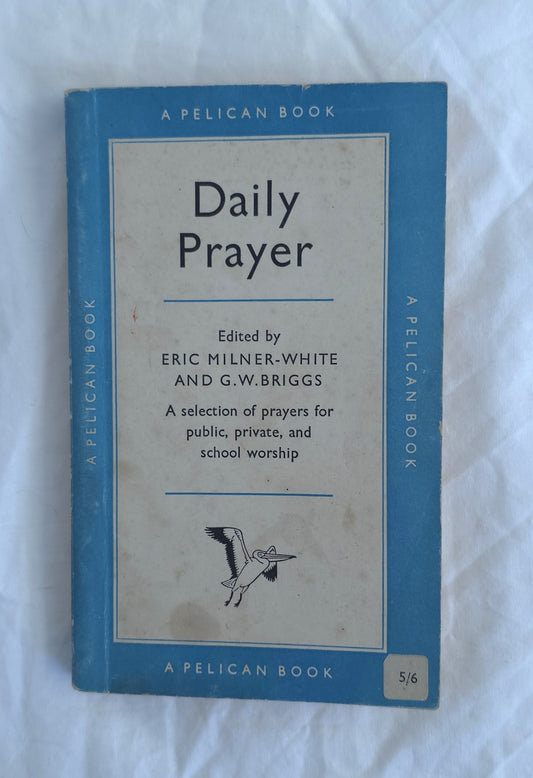 A PELICAN BOOK
Daily
Prayer
Edited by
ERIC MILNER-WHITE
AND G.W.BRIGGS
A selection of prayers for
public, private, and
school worship
A PELICAN BOOK
A PELICAN BOOK
A PELICAN BOOK
5/6